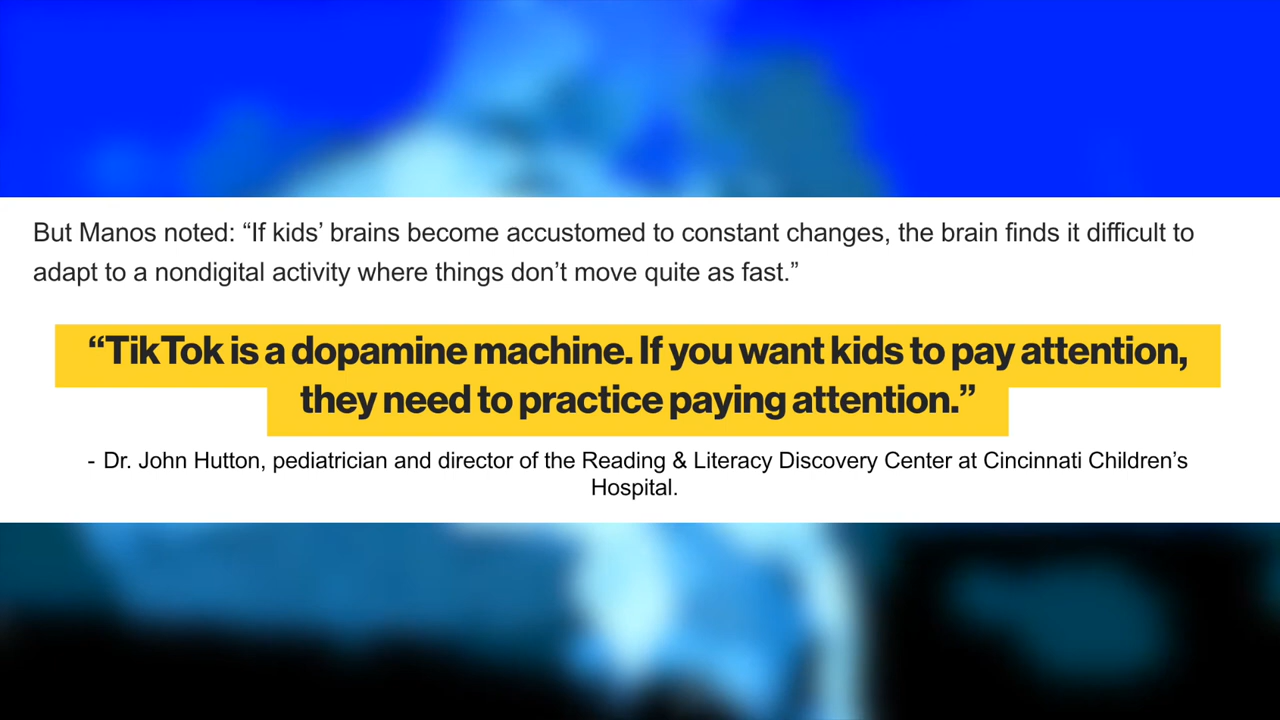 But Manos noted: “If kids’ brains become accustomed to constant changes, the brain finds it difficult to
adapt to a nondigital activity where things don’t move quite as fast.”
“TikTok is a dopamine machine. If you want kids to pay attention,
they need to practice paying attention.”
- Dr. John Hutton, pediatrician and director of the Reading & Literacy Discovery Center at Cincinnati Children’s
Hospital.